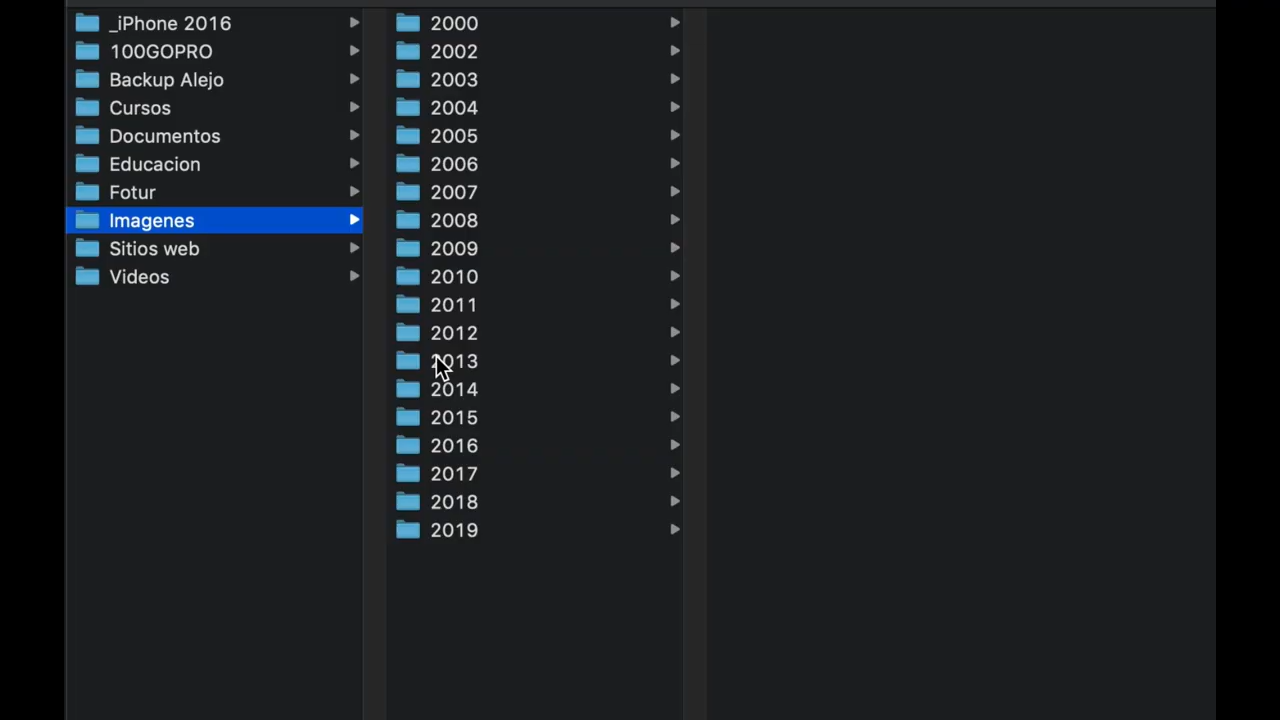 _iPhone 2016
100GOPRO
Backup Alejo
Cursos
Documentos
Educacion
Fotur
Imagenes
Sitios web
Videos
2000
2002
2003
2004
2005
2006
2007
2008
2009
2010
2011
2012
2013
2014
2015
2016
2017
2018
2019